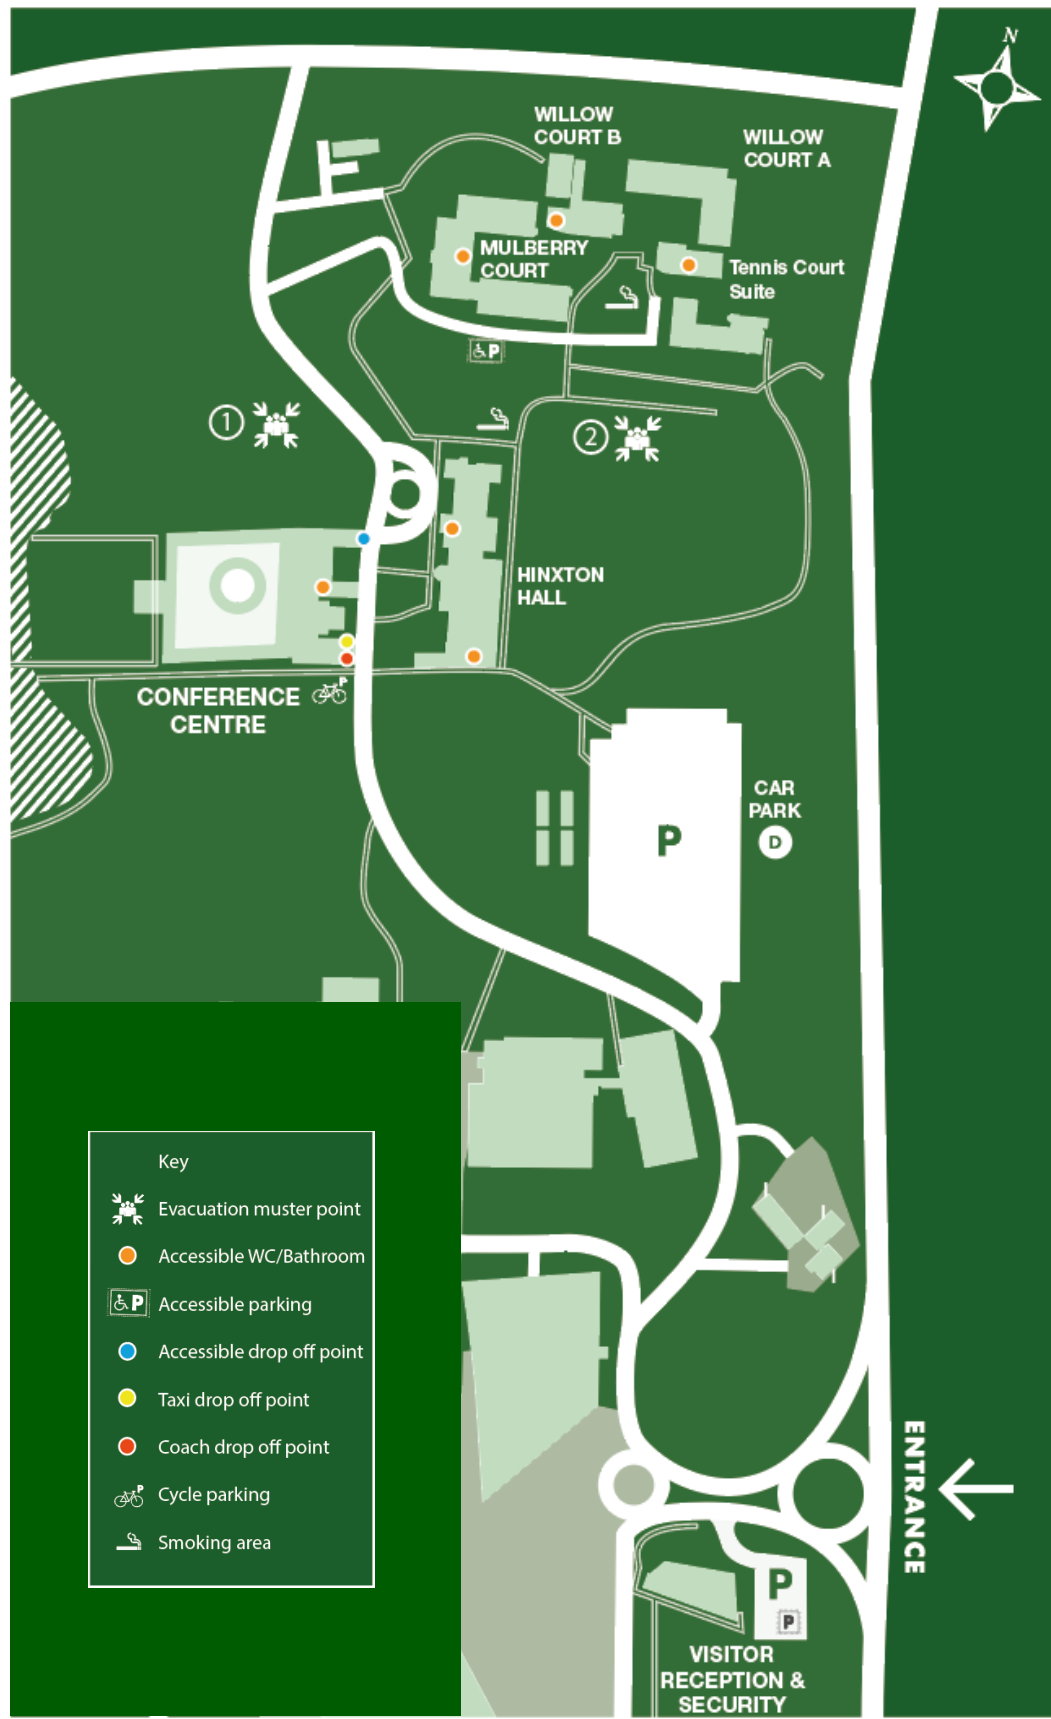 N
WILLOW
COURT B
WILLOW
COURT A
MULBERRY
COURT
Tennis Court
Suite
P
1
2
HINXTON
HALL
P
CONFERENCE
CENTRE
CAR
PARK
D
P
Key
Evacuation muster point
Accessible WC/Bathroom
P
Accessible parking
Accessible drop off point
Taxi drop off point
Coach drop off point
P
Cycle parking
Smoking area
ENTRANCE
P
P
VISITOR
RECEPTION &
SECURITY